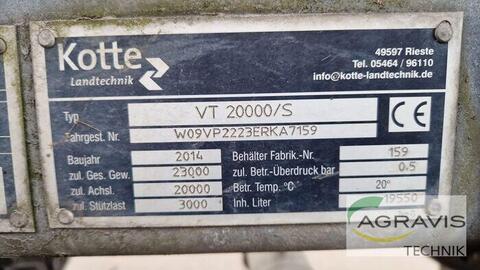 Kotte
Landtechnik
49597 Rieste
Tel. 05464 / 96110
info@kotte-landtechnik.de
Typ VT 20000/S
CE
Fahrgest. Nr. W09VP2223ERKA7159
Baujahr 2014 Behälter Fabrik.-Nr. 159
zul. Ges. Gew. 23000 zul. Betr.-Überdruck bar 0.5
zul. Achsl. 20000 Betr. Temp. °C 20°
zul. Stützlast 3000 Inh. Liter 19550
AGRAVIS
TECHNIK